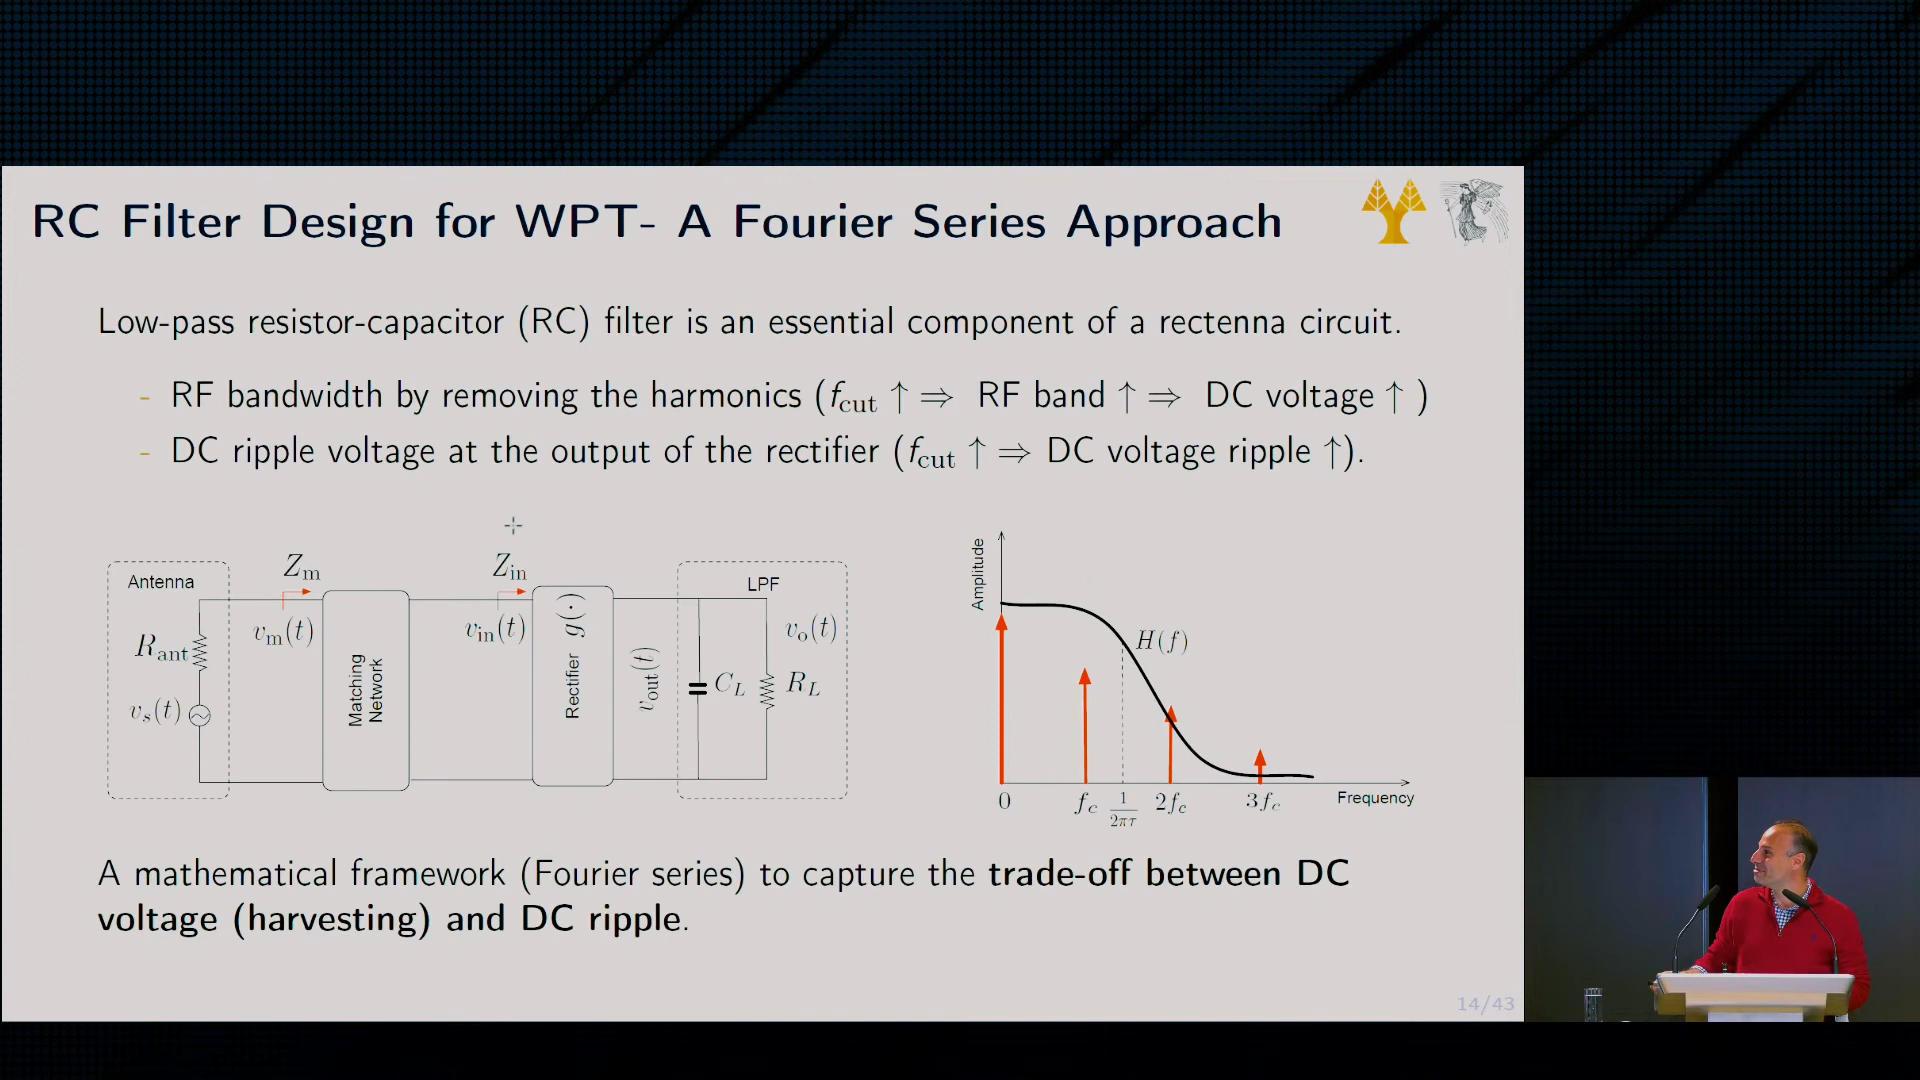 RC Filter Design for WPT- A Fourier Series Approach
Low-pass resistor-capacitor (RC) filter is an essential component of a rectenna circuit.
- RF bandwidth by removing the harmonics (f_cut ↑ ⇒ RF band ↑ ⇒ DC voltage ↑ )
- DC ripple voltage at the output of the rectifier (f_cut ↑ ⇒ DC voltage ripple ↑).
Antenna
R_ant
v_s(t)
Z_m
v_m(t)
Matching
Network
Z_in
v_in(t)
Rectifier g(·)
v_out(t)
LPF
C_L
R_L
v_o(t)
Amplitude
H(f)
0
f_c
1/2πτ
2f_c
3f_c
Frequency
A mathematical framework (Fourier series) to capture the trade-off between DC
voltage (harvesting) and DC ripple.
14/43